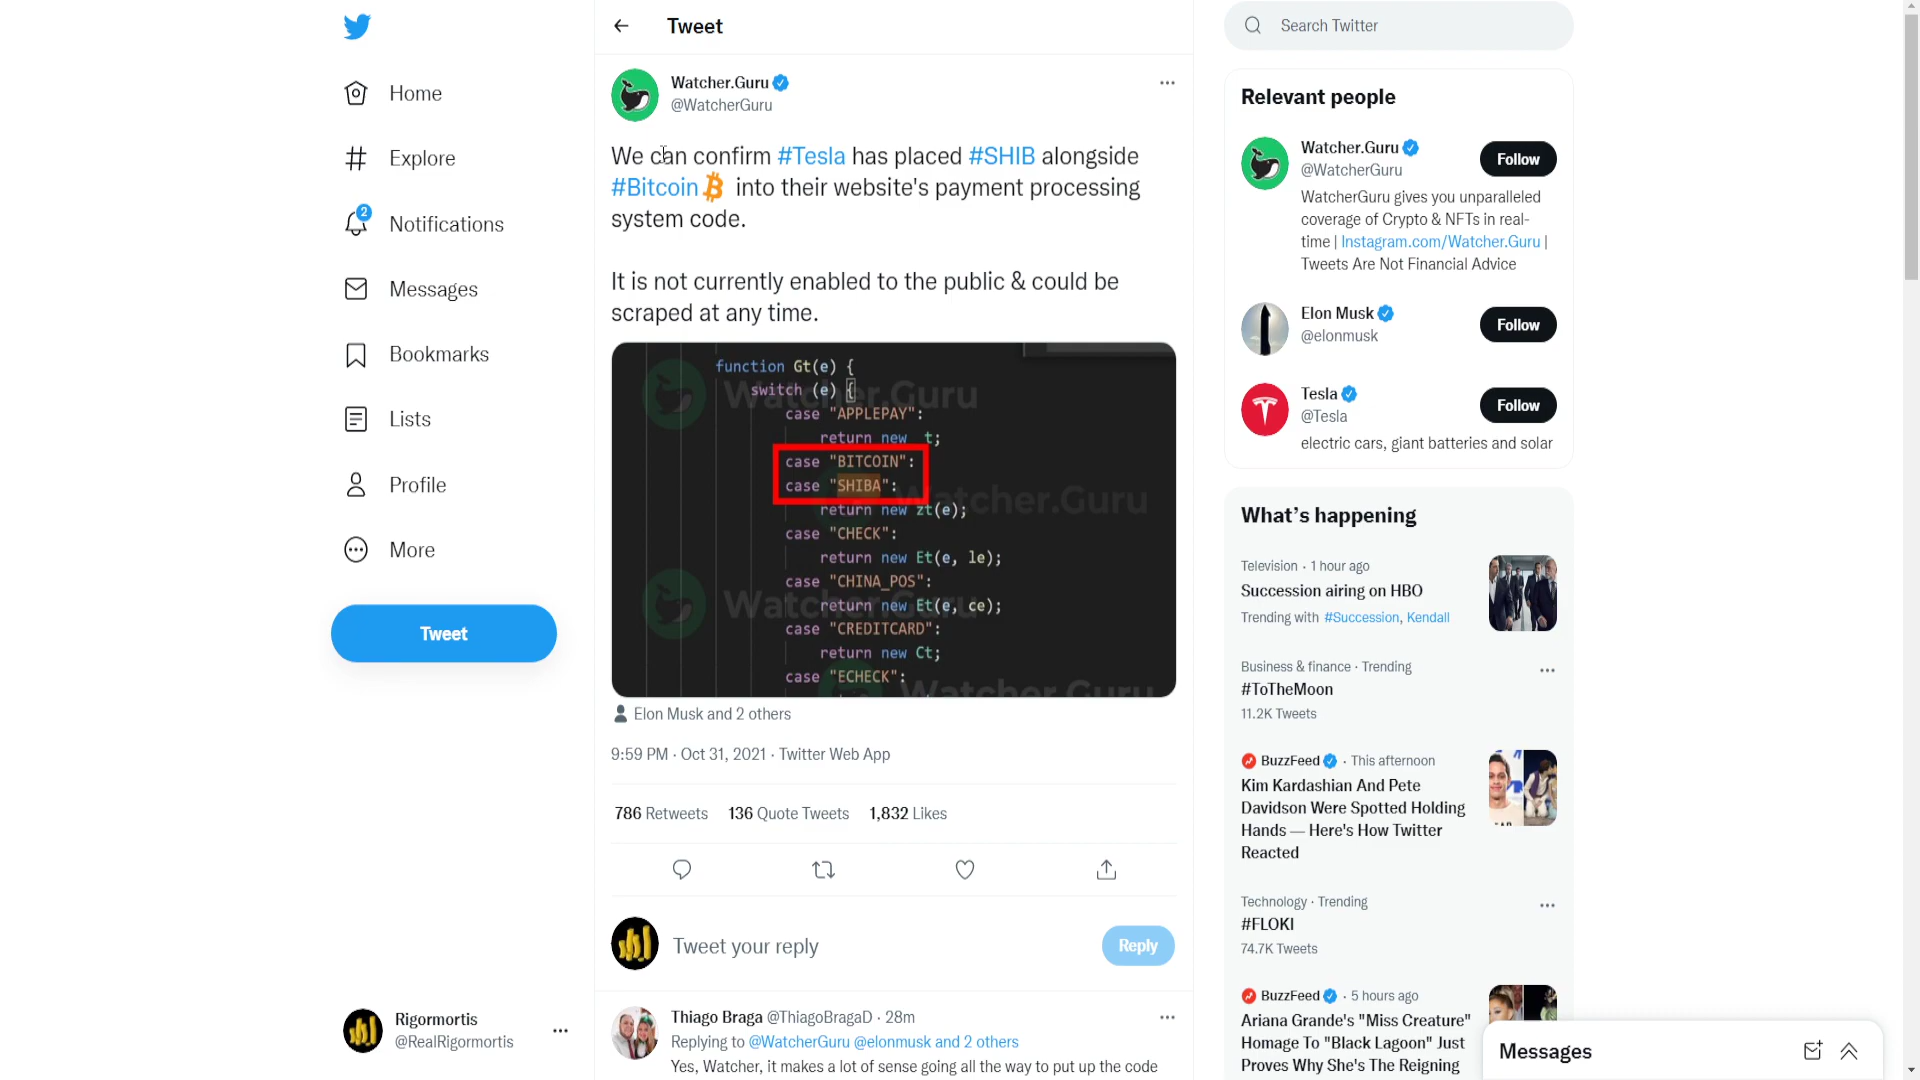 Tweet
Search Twitter
Home
Explore
2
Notifications
Messages
Bookmarks
Lists
Profile
More
Tweet
Rigormortis
@RealRigormortis
Watcher.Guru
@WatcherGuru
We can confirm #Tesla has placed #SHIB alongside
#Bitcoin into their website's payment processing
system code.
It is not currently enabled to the public & could be
scraped at any time.
function Gt(e) {
switch (e) {
case "APPLEPAY":
return new t;
case "BITCOIN":
case "SHIBA":
return new zt(e);
case "CHECK":
return new Et(e, le);
case "CHINA_POS":
return new Et(e, ce);
case "CREDITCARD":
return new Ct;
case "ECHECK":
Watcher.Guru
Watcher.Guru
Watcher.Guru
Watcher.Guru
Elon Musk and 2 others
9:59 PM · Oct 31, 2021 · Twitter Web App
786 Retweets 136 Quote Tweets 1,832 Likes
Tweet your reply
Reply
Thiago Braga @ThiagoBragaD · 28m
Replying to @WatcherGuru @elonmusk and 2 others
Yes, Watcher, it makes a lot of sense going all the way to put up the code
Relevant people
Watcher.Guru
@WatcherGuru
Follow
WatcherGuru gives you unparalleled
coverage of Crypto & NFTs in real-
time | Instagram.com/Watcher.Guru |
Tweets Are Not Financial Advice
Elon Musk
@elonmusk
Follow
Tesla
@Tesla
Follow
electric cars, giant batteries and solar
What's happening
Television · 1 hour ago
Succession airing on HBO
Trending with #Succession, Kendall
Business & finance · Trending
#ToTheMoon
11.2K Tweets
BuzzFeed · This afternoon
Kim Kardashian And Pete
Davidson Were Spotted Holding
Hands — Here's How Twitter
Reacted
Technology · Trending
#FLOKI
74.7K Tweets
BuzzFeed · 5 hours ago
Ariana Grande's "Miss Creature"
Homage To "Black Lagoon" Just
Proves Why She's The Reigning
Messages